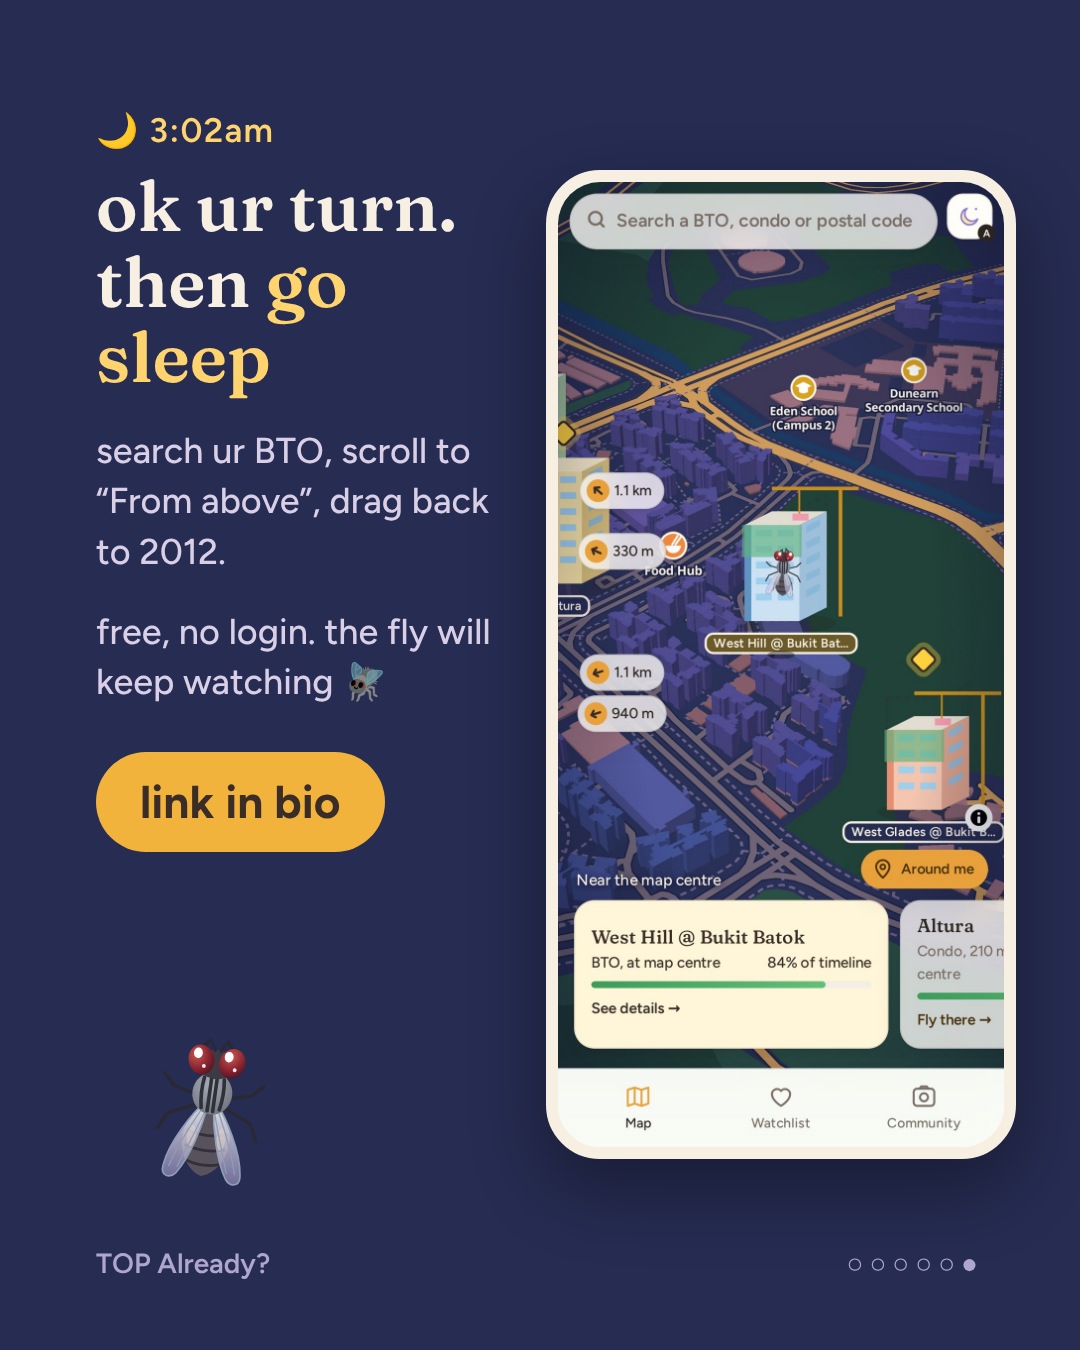 3:02am
ok ur turn.
then go
sleep
search ur BTO, scroll to
“From above”, drag back
to 2012.
free, no login. the fly will
keep watching
link in bio
TOP Already?
Search a BTO, condo or postal code
A
Eden School
(Campus 2)
Dunearn
Secondary School
1.1 km
330 m
Food Hub
tura
West Hill @ Bukit Bat...
1.1 km
940 m
West Glades @ Bukit B...
Around me
Near the map centre
West Hill @ Bukit Batok
BTO, at map centre 84% of timeline
See details →
Altura
Condo, 210 m
centre
Fly there →
Map
Watchlist
Community